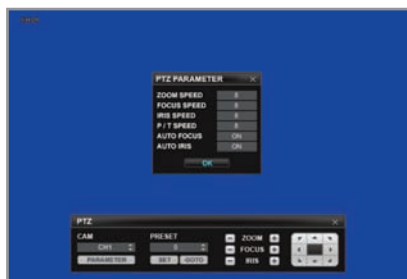 PTZ PARAMETER
ZOOM SPEED 8
FOCUS SPEED 8
IRIS SPEED 8
P / T SPEED 8
AUTO FOCUS ON
AUTO IRIS ON
OK
PTZ
CAM PRESET
CH1
PARAMETER SET GOTO
ZOOM
FOCUS
IRIS